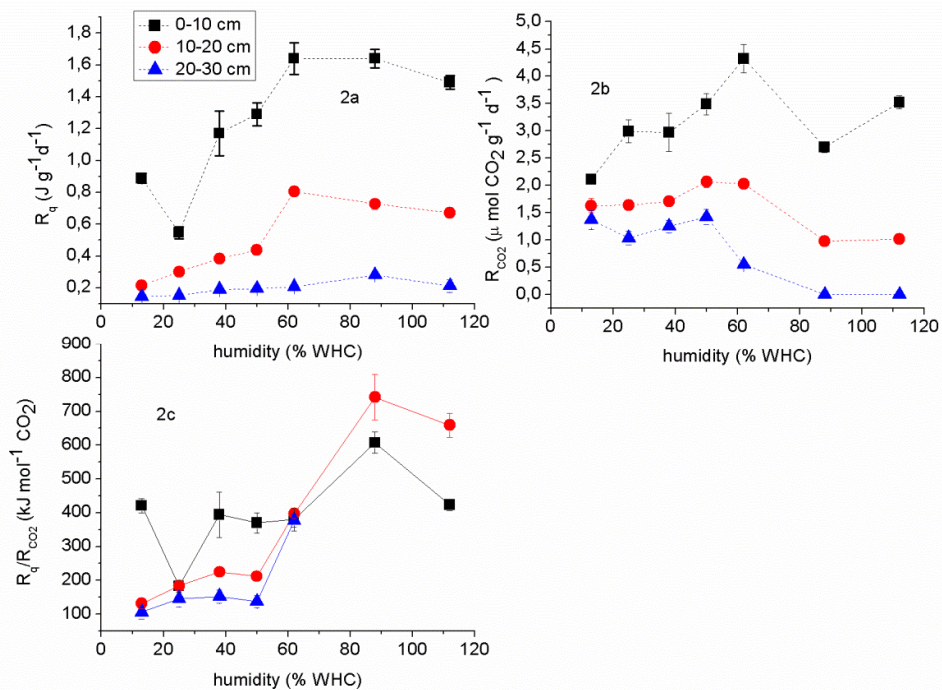 0-10 cm
10-20 cm
20-30 cm
2a
1,8
1,6
1,4
1,2
1,0
0,8
0,6
0,4
0,2
R_q (J g⁻¹d⁻¹)
0 20 40 60 80 100 120
humidity (% WHC)
2b
5,0
4,5
4,0
3,5
3,0
2,5
2,0
1,5
1,0
0,5
0,0
R_CO2 (μ mol CO₂ g⁻¹ d⁻¹)
0 20 40 60 80 100 120
humidity (% WHC)
2c
900
800
700
600
500
400
300
200
100
R_q/R_CO2 (kJ mol⁻¹ CO₂)
0 20 40 60 80 100 120
humidity (% WHC)